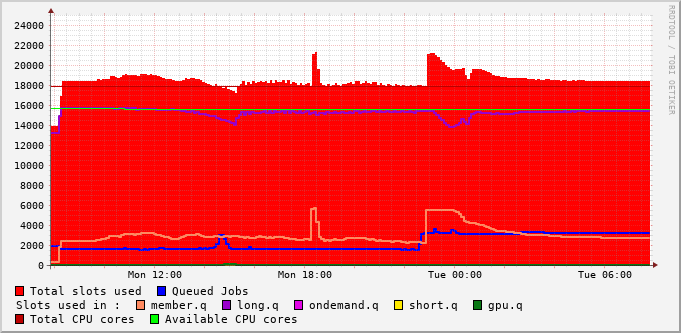 RRDTOOL / TOBI OETIKER
24000
22000
20000
18000
16000
14000
12000
10000
8000
6000
4000
2000
0
Mon 12:00 Mon 18:00 Tue 00:00 Tue 06:00
Total slots used Queued Jobs
Slots used in : member.q long.q ondemand.q short.q gpu.q
Total CPU cores Available CPU cores